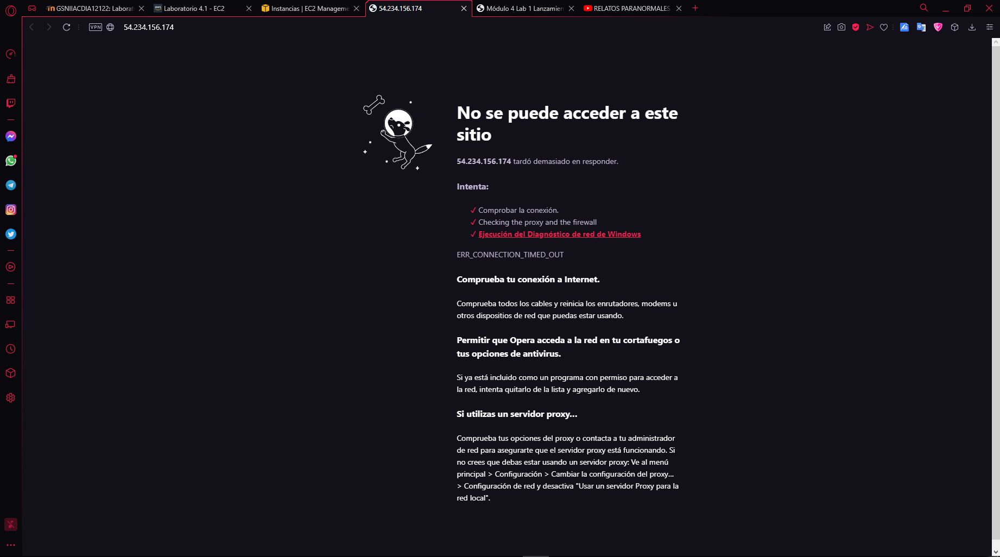 GSNIIACDIA12122: Laborat
Laboratorio 4.1 - EC2
Instancias | EC2 Manageme
54.234.156.174
Módulo 4 Lab 1 Lanzamien
RELATOS PARANORMALES
VPN
54.234.156.174
No se puede acceder a este
sitio
54.234.156.174 tardó demasiado en responder.
Intenta:
Comprobar la conexión.
Checking the proxy and the firewall
Ejecución del Diagnóstico de red de Windows
ERR_CONNECTION_TIMED_OUT
Comprueba tu conexión a Internet.
Comprueba todos los cables y reinicia los enrutadores, modems u
otros dispositios de red que puedas estar usando.
Permitir que Opera acceda a la red en tu cortafuegos o
tus opciones de antivirus.
Si ya está incluido como un programa con permiso para acceder a
la red, intenta quitarlo de la lista y agregarlo de nuevo.
Si utilizas un servidor proxy...
Comprueba tus opciones del proxy o contacta a tu administrador
de red para asegurarte que el servidor proxy está funcionando. Si
no crees que debas estar usando un servidor proxy: Ve al menú
principal > Configuración > Cambiar la configuración del proxy...
> Configuración de red y desactiva "Usar un servidor Proxy para la
red local".